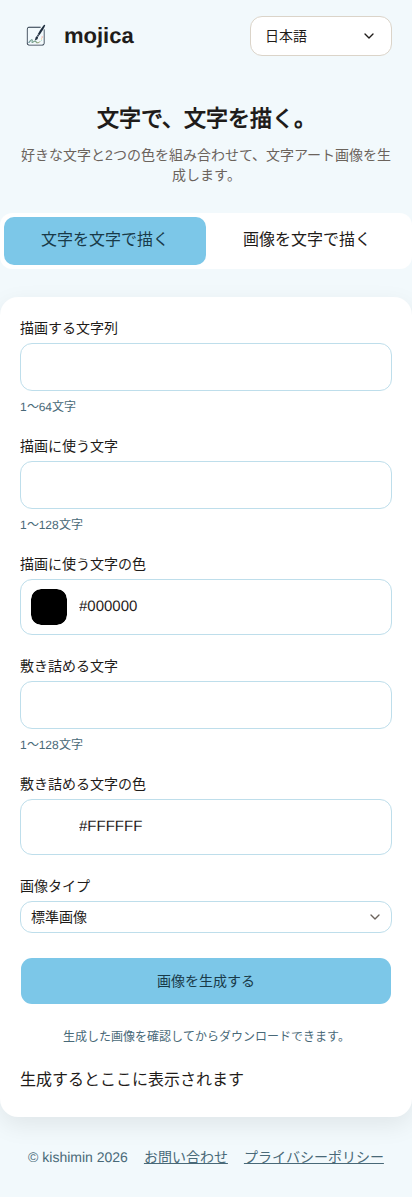 mojica
日本語
文字で、文字を描く。
好きな文字と2つの色を組み合わせて、文字アート画像を生
成します。
文字を文字で描く
画像を文字で描く
描画する文字列
1〜64文字
描画に使う文字
1〜128文字
描画に使う文字の色
#000000
敷き詰める文字
1〜128文字
敷き詰める文字の色
#FFFFFF
画像タイプ
標準画像
画像を生成する
生成した画像を確認してからダウンロードできます。
生成するとここに表示されます
© kishimin 2026 お問い合わせ プライバシーポリシー